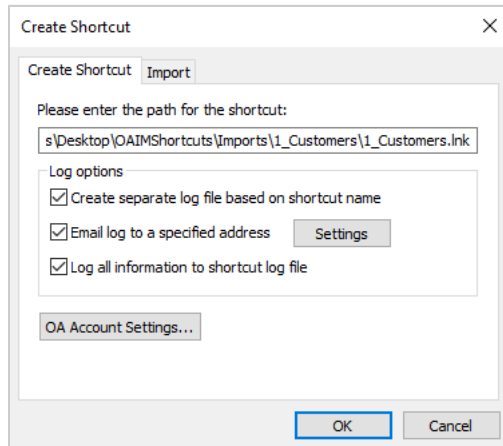 Create Shortcut
Create Shortcut Import
Please enter the path for the shortcut:
s\Desktop\OAIMShortcuts\Imports\1_Customers\1_Customers.lnk
Log options
Create separate log file based on shortcut name
Email log to a specified address Settings
Log all information to shortcut log file
OA Account Settings...
OK Cancel